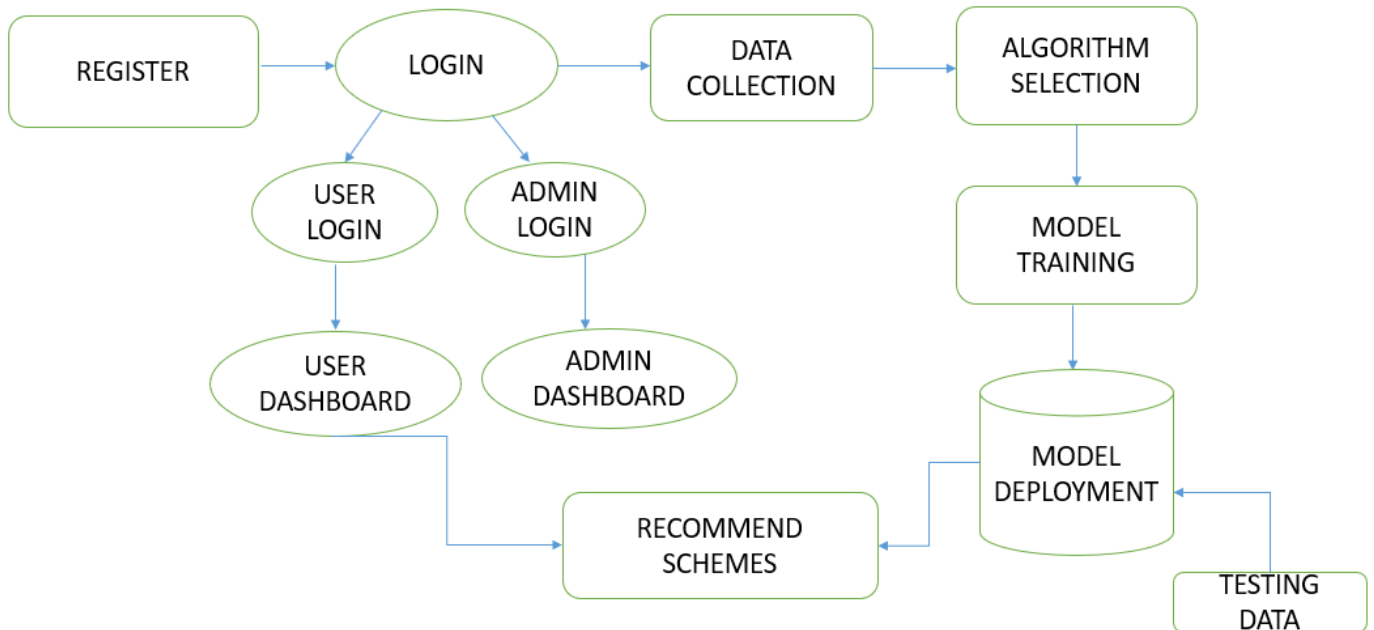 REGISTER
LOGIN
DATA
COLLECTION
ALGORITHM
SELECTION
USER
LOGIN
ADMIN
LOGIN
MODEL
TRAINING
USER
DASHBOARD
ADMIN
DASHBOARD
MODEL
DEPLOYMENT
RECOMMEND
SCHEMES
TESTING
DATA